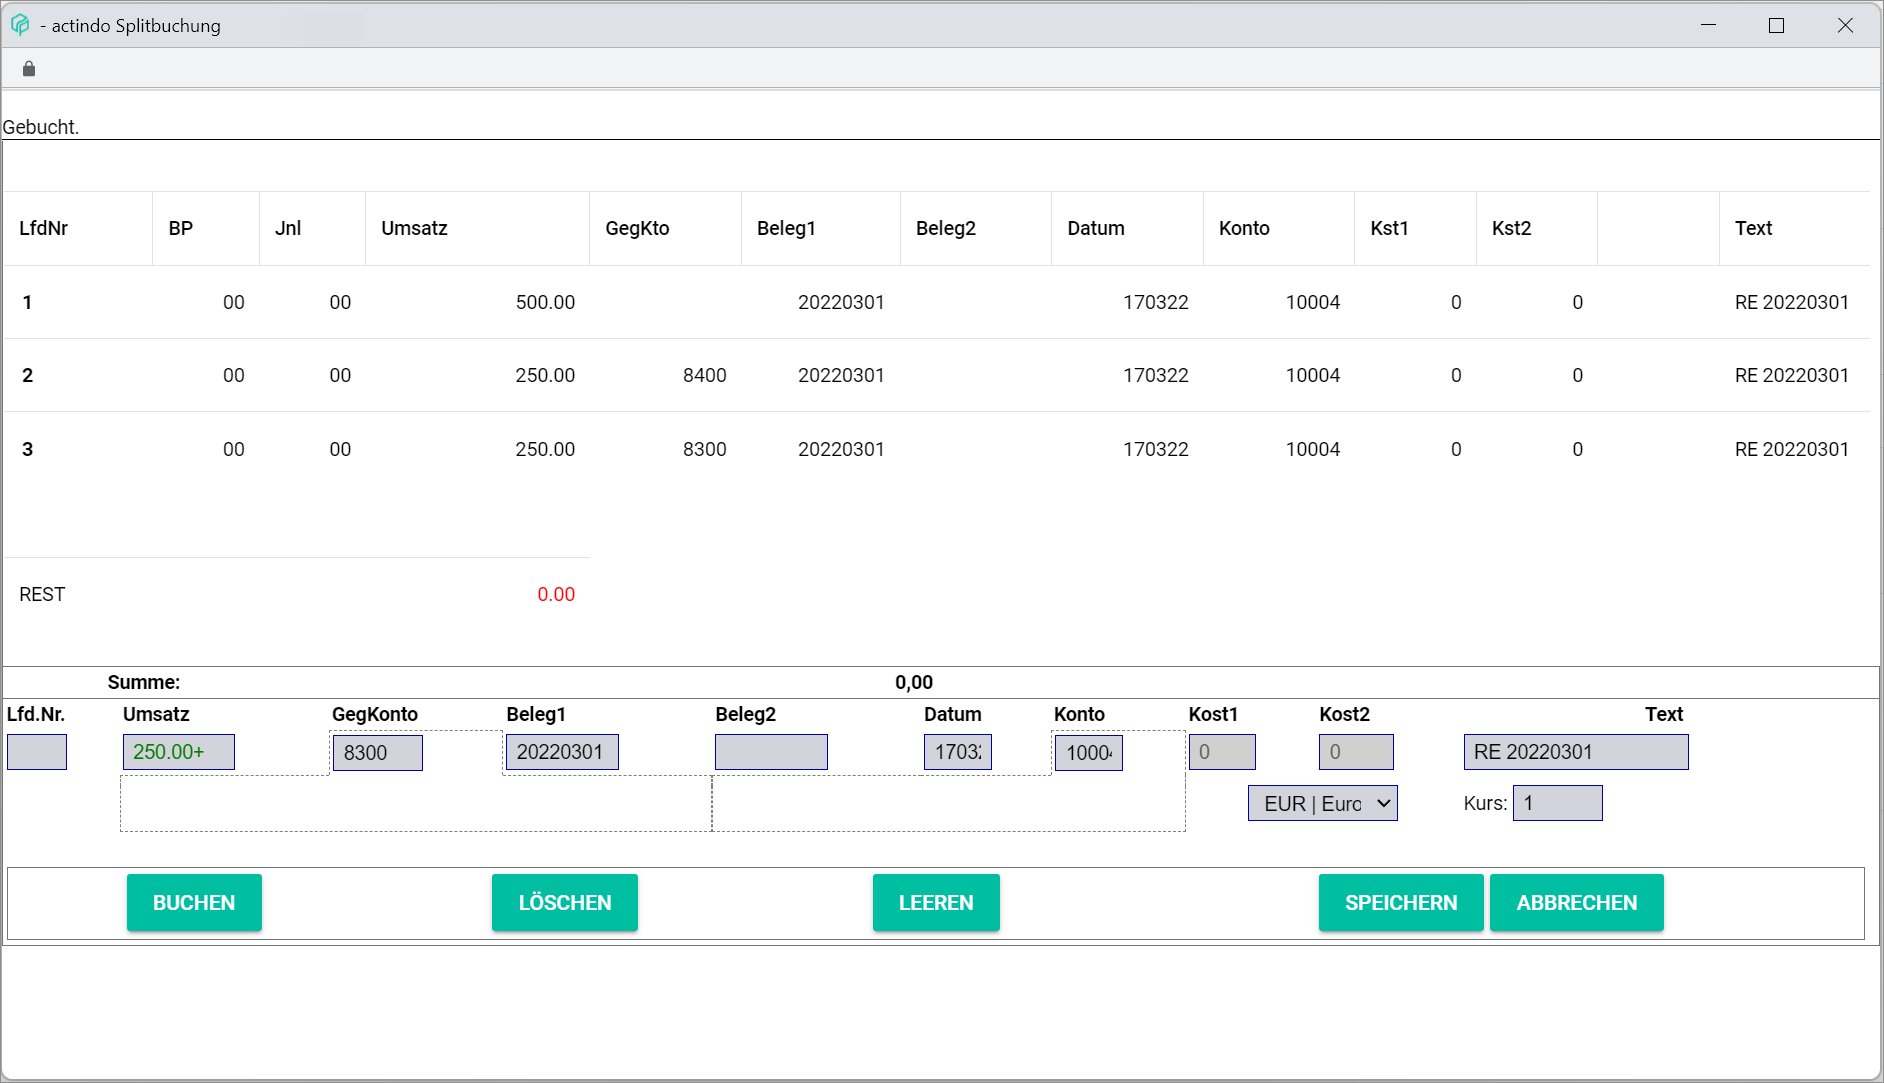 - actindo Splitbuchung
Gebucht.
LfdNr BP Jnl Umsatz GegKto Beleg1 Beleg2 Datum Konto Kst1 Kst2 Text
1 00 00 500.00 20220301 170322 10004 0 0 RE 20220301
2 00 00 250.00 8400 20220301 170322 10004 0 0 RE 20220301
3 00 00 250.00 8300 20220301 170322 10004 0 0 RE 20220301
REST 0.00
Summe: 0,00
Lfd.Nr. Umsatz GegKonto Beleg1 Beleg2 Datum Konto Kost1 Kost2 Text
250.00+ 8300 20220301 1703 1000 0 0 RE 20220301
EUR | Euro Kurs: 1
BUCHEN LÖSCHEN LEEREN SPEICHERN ABBRECHEN